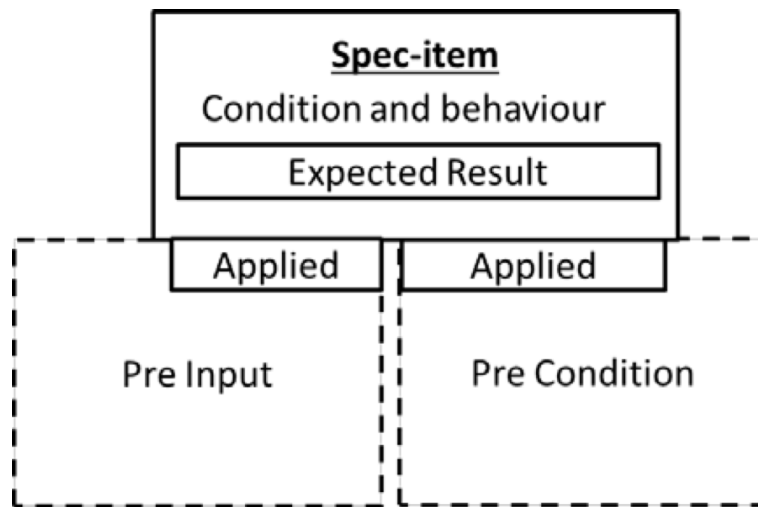 Spec-item
Condition and behaviour
Expected Result
Applied
Applied
Pre Input
Pre Condition